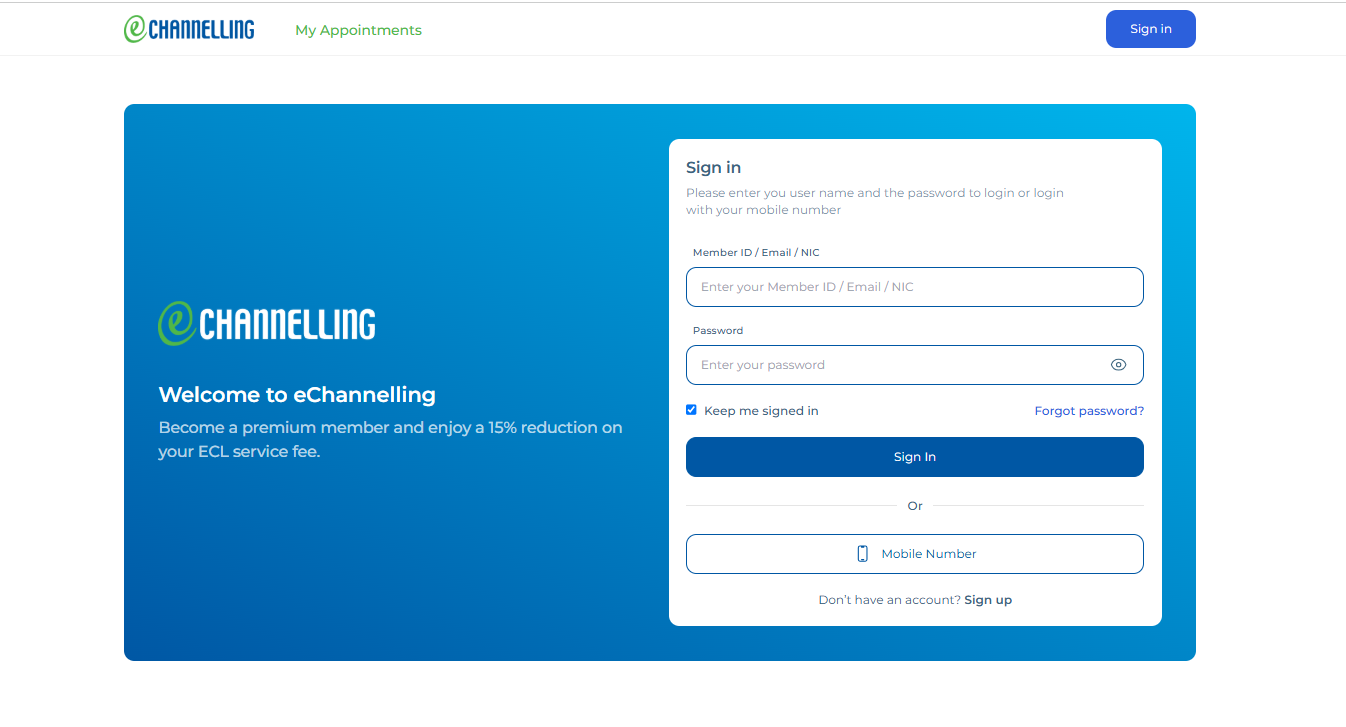 eCHANNELLING
My Appointments
Sign in
eCHANNELLING
Welcome to eChannelling
Become a premium member and enjoy a 15% reduction on
your ECL service fee.
Sign in
Please enter you user name and the password to login or login
with your mobile number
Member ID / Email / NIC
Enter your Member ID / Email / NIC
Password
Enter your password
Keep me signed in
Forgot password?
Sign In
Or
Mobile Number
Don't have an account? Sign up